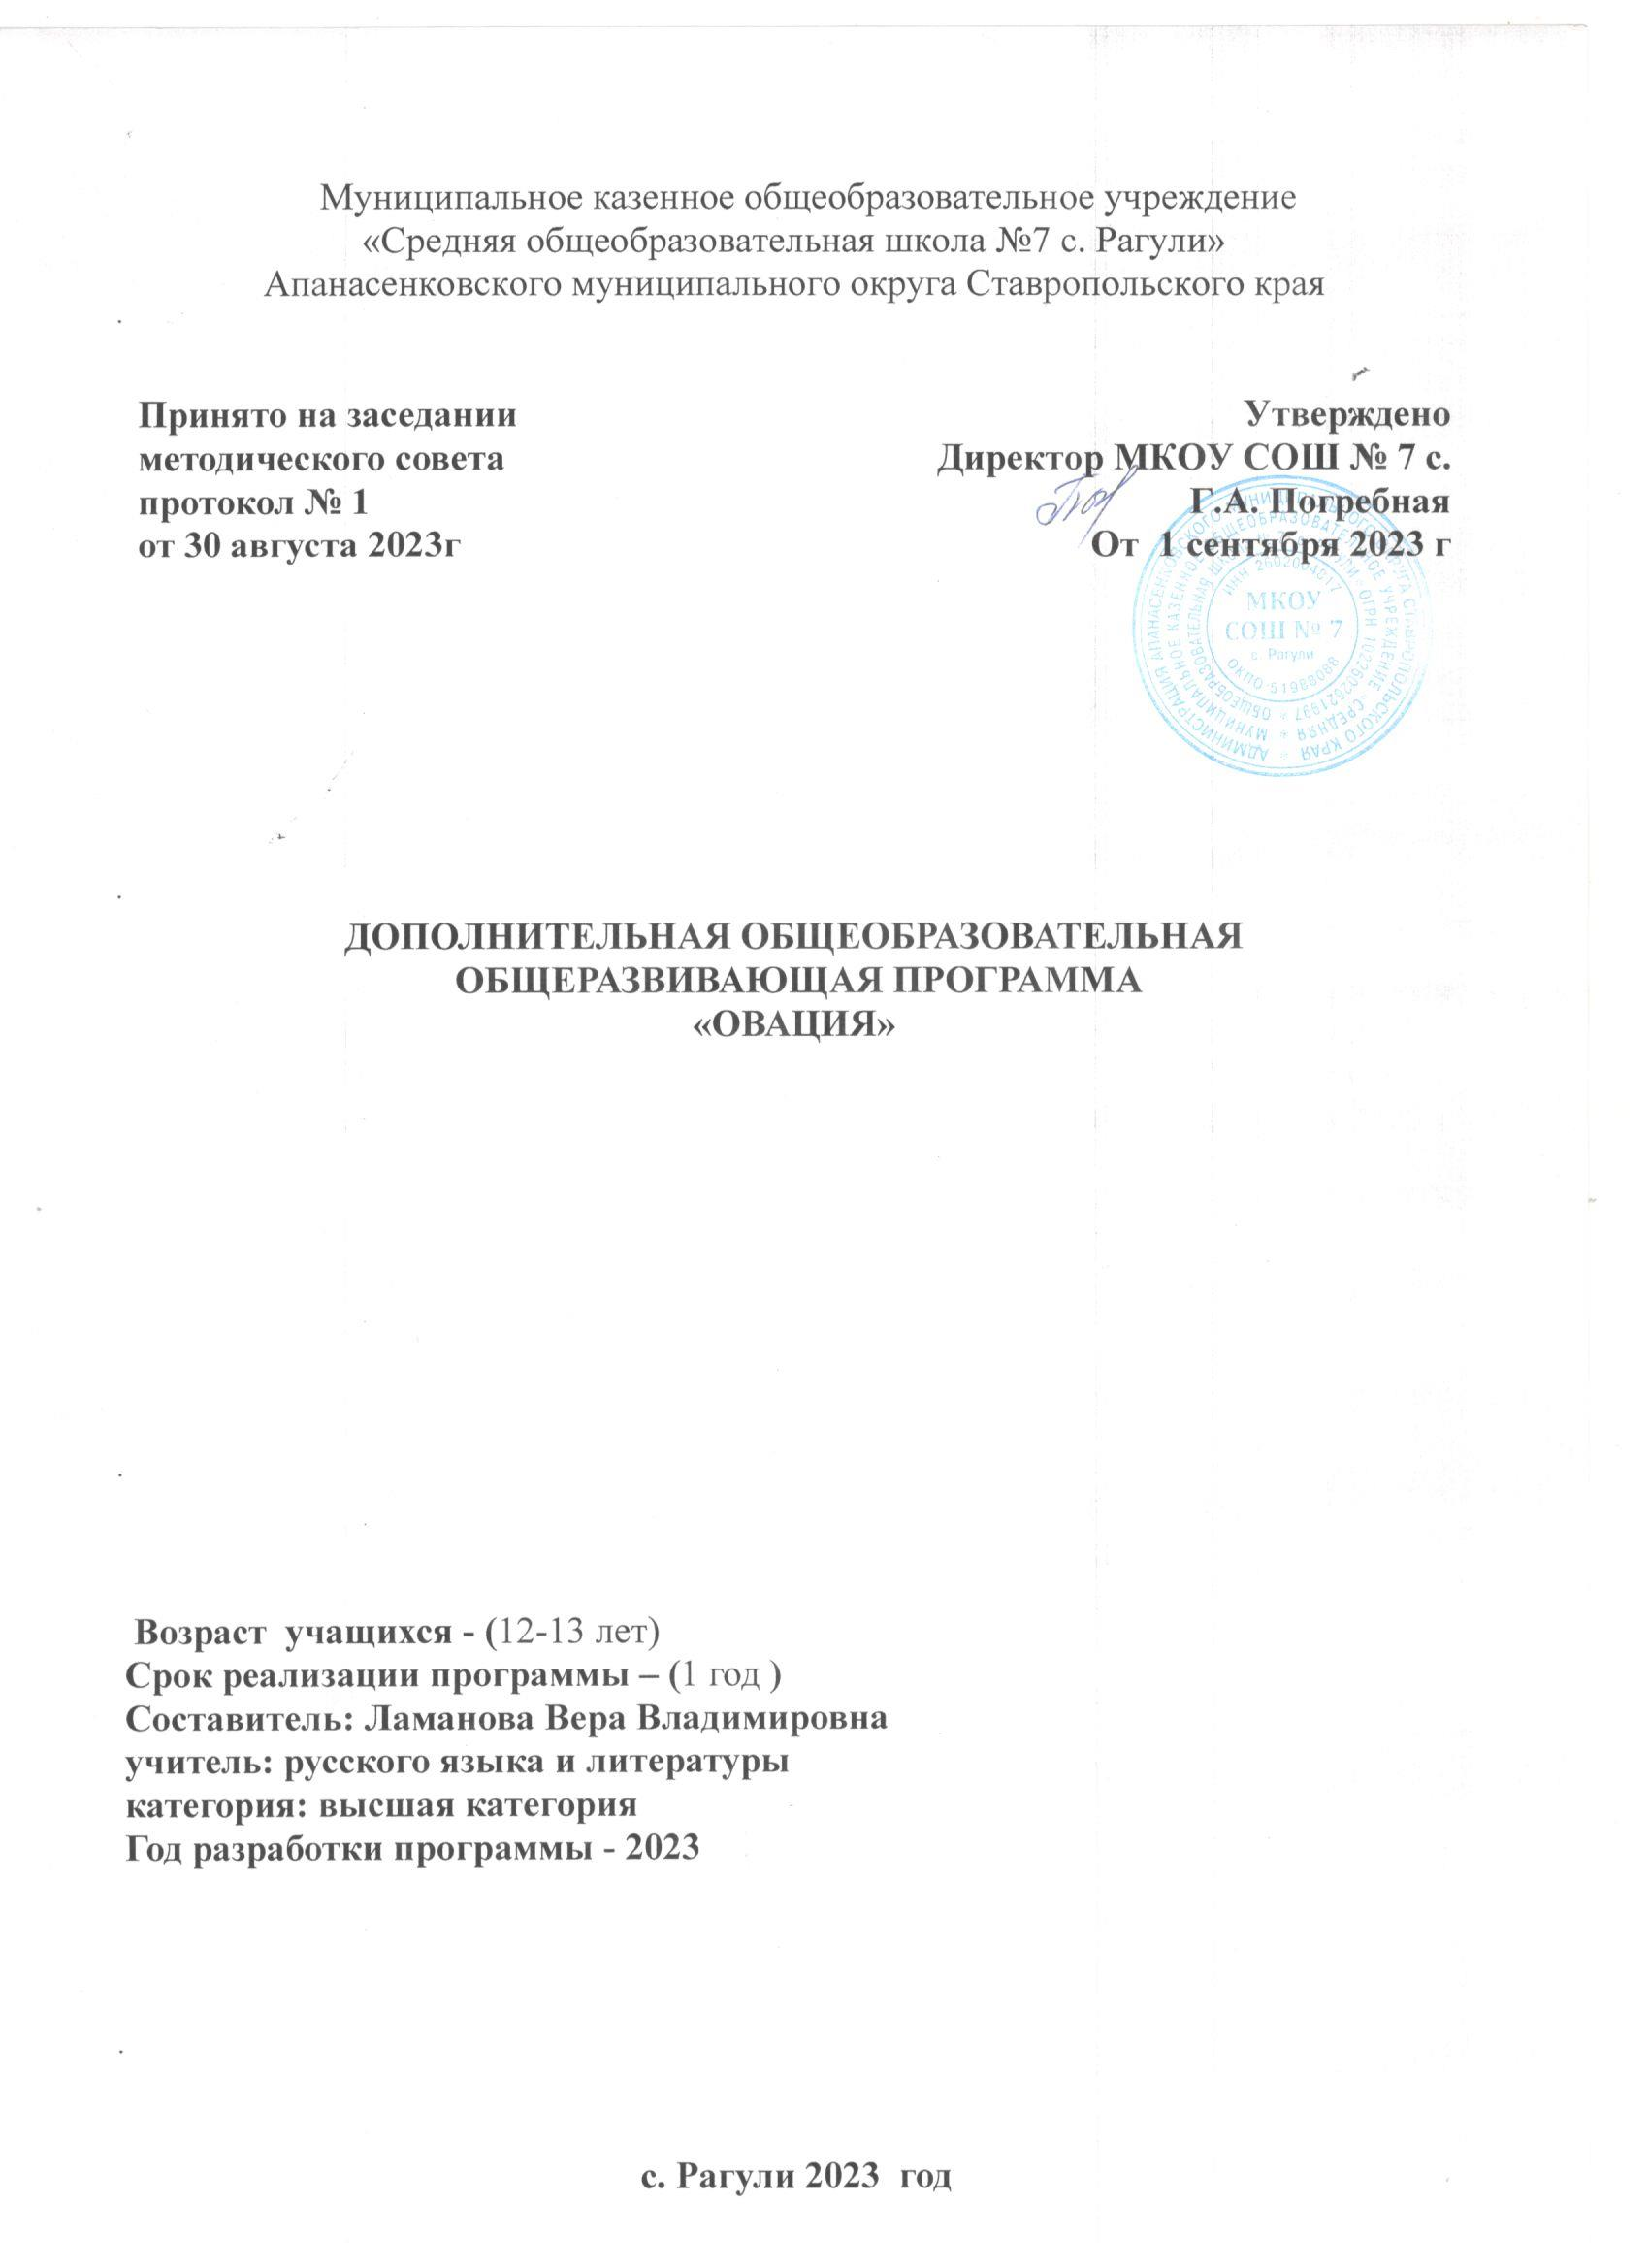 Муниципальное казенное общеобразовательное учреждение
«Средняя общеобразовательная школа №7 с. Рагули»
Апанасенковского муниципального округа Ставропольского края
Принято на заседании
методического совета
протокол № 1
от 30 августа 2023г
Утверждено
Директор МКОУ СОШ № 7 с.
Г.А. Погребная
От  1 сентября 2023 г
МКОУ
СОШ № 7
с. Рагули
ДОПОЛНИТЕЛЬНАЯ ОБЩЕОБРАЗОВАТЕЛЬНАЯ
ОБЩЕРАЗВИВАЮЩАЯ ПРОГРАММА
«ОВАЦИЯ»
Возраст  учащихся - (12-13 лет)
Срок реализации программы – (1 год )
Составитель: Ламанова Вера Владимировна
учитель: русского языка и литературы
категория: высшая категория
Год разработки программы - 2023
с. Рагули 2023  год